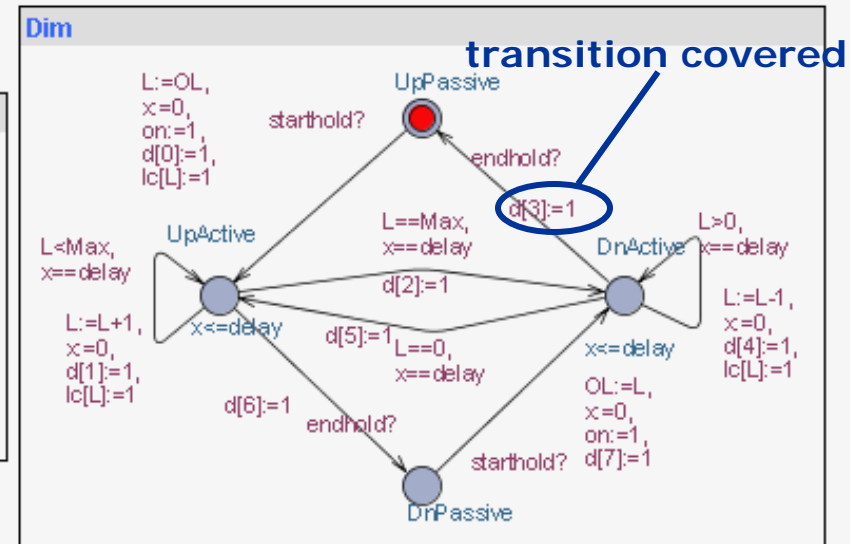 Dim
transition covered
UpPassive
L:=OL,
x:=0,
on:=1,
d[0]:=1,
lc[L]:=1
starthold?
endhold?
d[3]:=1
L<Max,
x==delay
UpActive
L==Max,
x==delay
d[2]:=1
DnActive
L>0,
x==delay
L:=L+1,
x:=0,
d[1]:=1,
lc[L]:=1
x<=delay
d[5]:=1
L==0,
x==delay
x<=delay
L:=L-1,
x:=0,
d[4]:=1,
lc[L]:=1
d[6]:=1
endhold?
OL:=L,
x:=0,
on:=1,
d[7]:=1
starthold?
DnPassive